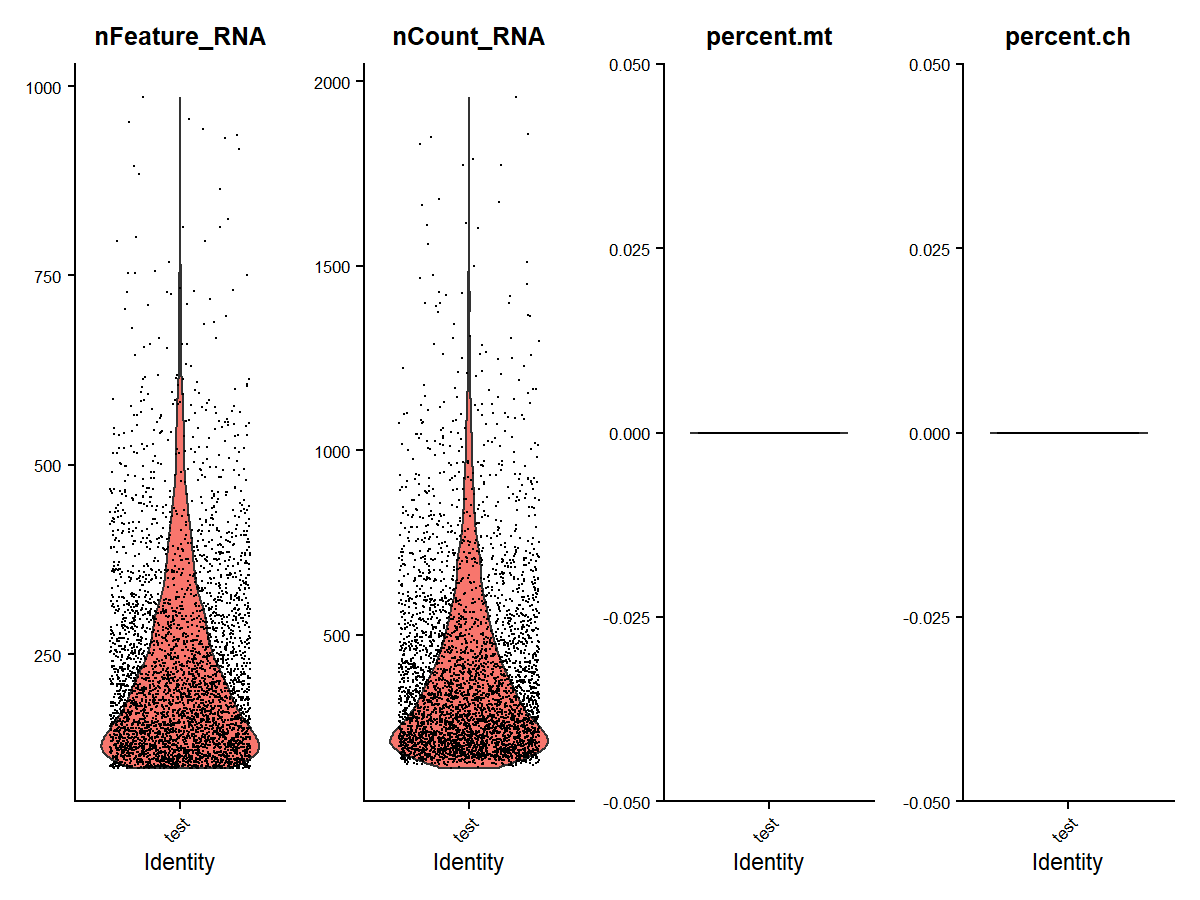 nFeature_RNA
1000
750
500
250
test
Identity
nCount_RNA
2000
1500
1000
500
test
Identity
percent.mt
0.050
0.025
0.000
-0.025
-0.050
test
Identity
percent.ch
0.050
0.025
0.000
-0.025
-0.050
test
Identity